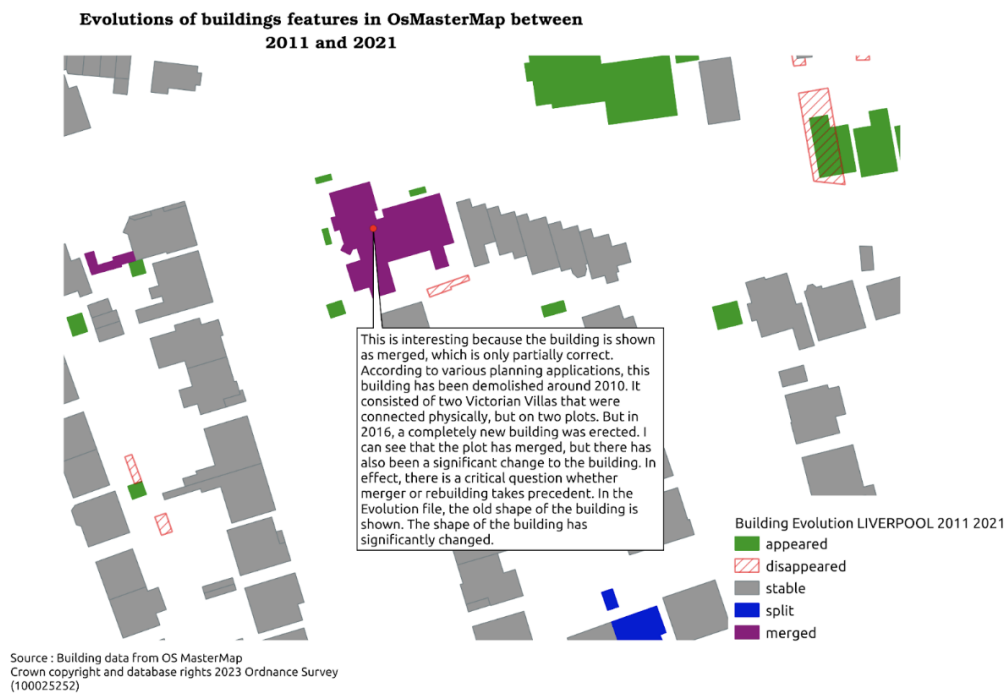 Evolutions of buildings features in OsMasterMap between
2011 and 2021
This is interesting because the building is shown
as merged, which is only partially correct.
According to various planning applications, this
building has been demolished around 2010. It
consisted of two Victorian Villas that were
connected physically, but on two plots. But in
2016, a completely new building was erected. I
can see that the plot has merged, but there has
also been a significant change to the building. In
effect, there is a critical question whether
merger or rebuilding takes precedent. In the
Evolution file, the old shape of the building is
shown. The shape of the building has
significantly changed.
Building Evolution LIVERPOOL 2011 2021
appeared
disappeared
stable
split
merged
Source : Building data from OS MasterMap
Crown copyright and database rights 2023 Ordnance Survey
(100025252)